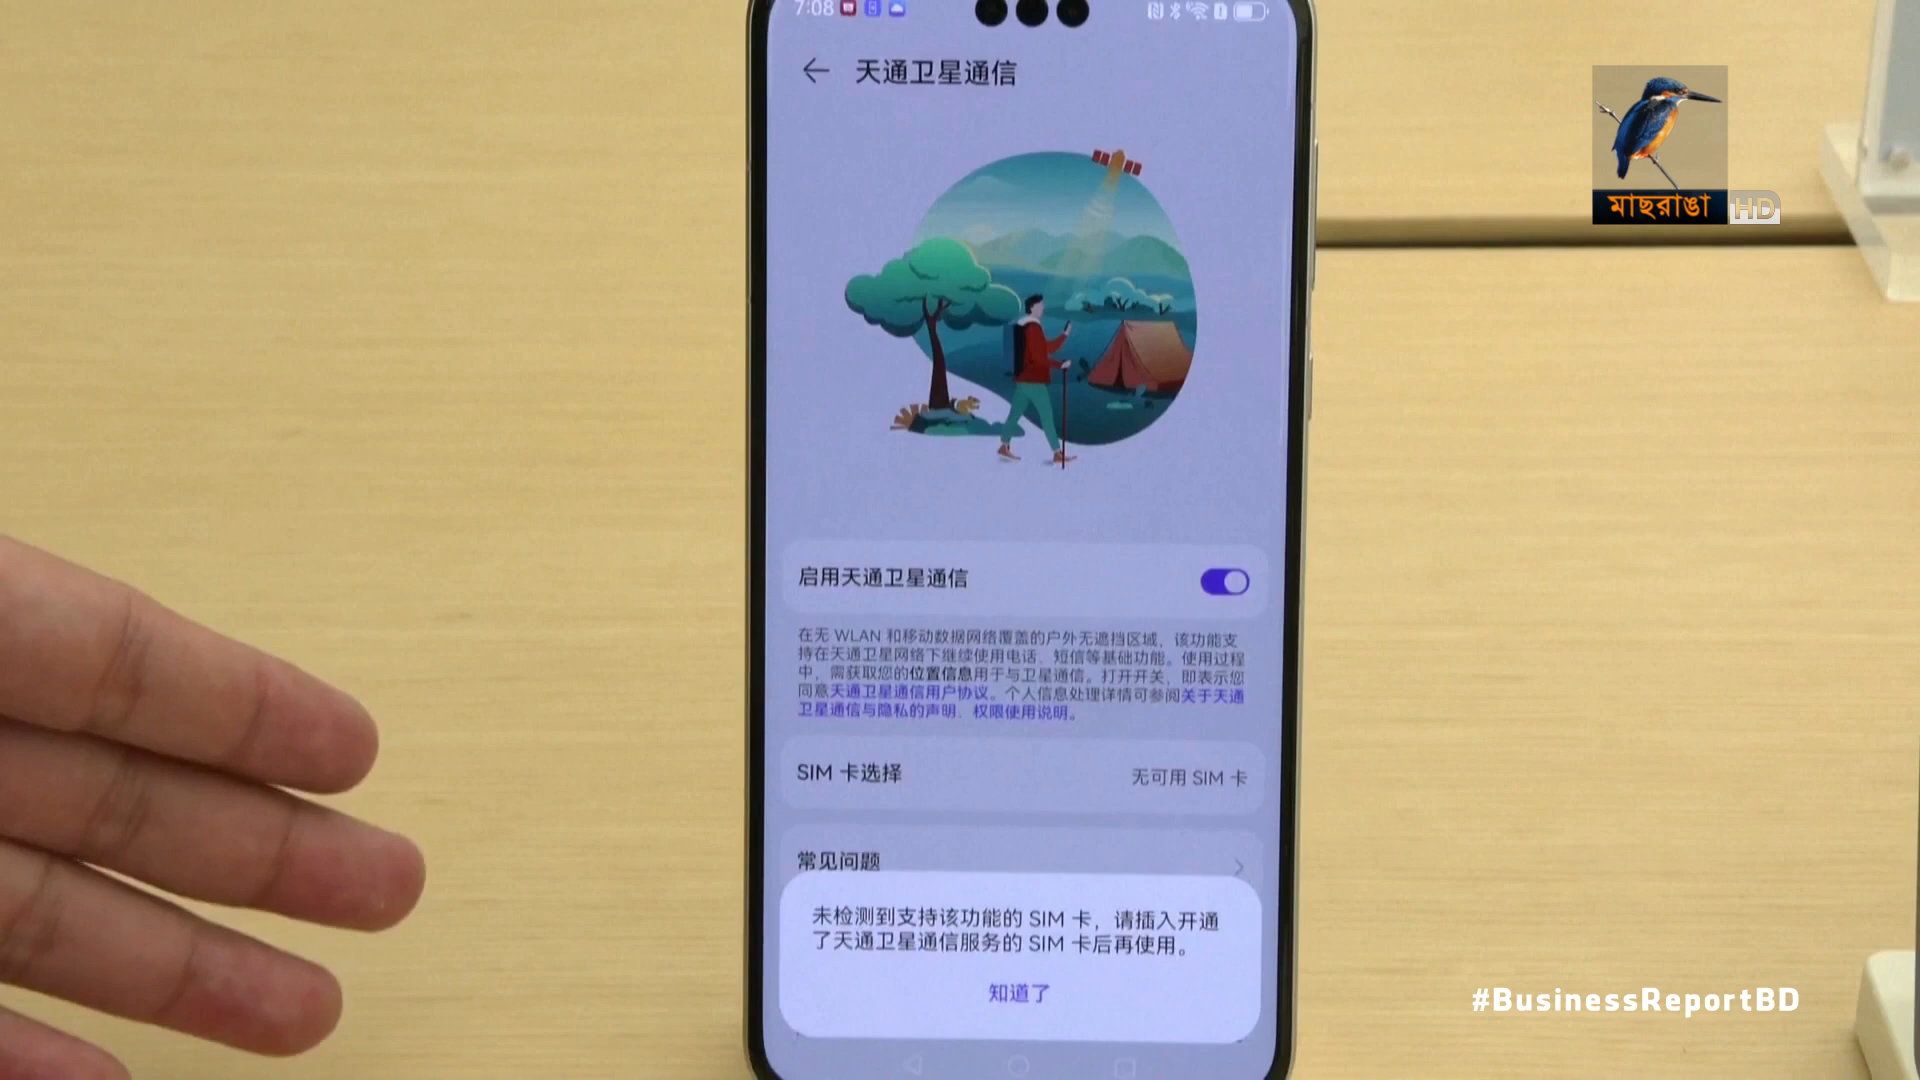 7:08
天通卫星通信
মাছরাঙা HD
启用天通卫星通信
在无 WLAN 和移动数据网络覆盖的户外无遮挡区域，该功能支
持在天通卫星网络下继续使用电话、短信等基础功能。使用过程
中，需获取您的位置信息用于与卫星通信。打开开关，即表示您
同意天通卫星通信用户协议。个人信息处理详情可参阅关于天通
卫星通信与隐私的声明、权限使用说明。
SIM 卡选择
无可用 SIM 卡
常见问题
未检测到支持该功能的 SIM 卡，请插入开通
了天通卫星通信服务的 SIM 卡后再使用。
知道了
#BusinessReportBD